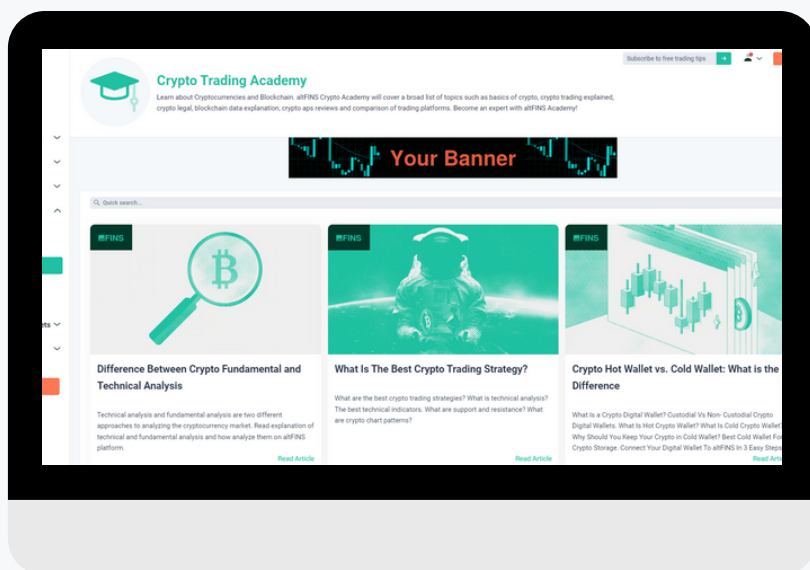 Subscribe to free trading tips
Crypto Trading Academy
Learn about Cryptocurrencies and Blockchain. altFINS Crypto Academy will cover a broad list of topics such as basics of crypto, crypto trading explained,
crypto legal, blockchain data explanation, crypto aps reviews and comparison of trading platforms. Become an expert with altFINS Academy!
Your Banner
Quick search...
FINS
FINS
FINS
Difference Between Crypto Fundamental and
Technical Analysis
Technical analysis and fundamental analysis are two different
approaches to analyzing the cryptocurrency market. Read explanation of
technical and fundamental analysis and how analyze them on altFINS
platform.
Read Article
What Is The Best Crypto Trading Strategy?
What are the best crypto trading strategies? What is technical analysis?
The best technical indicators. What are support and resistance? What
are crypto chart patterns?
Read Article
Crypto Hot Wallet vs. Cold Wallet: What is the
Difference
What Is a Crypto Digital Wallet? Custodial Vs Non- Custodial Crypto
Digital Wallets. What Is Hot Crypto Wallet? What Is Cold Crypto Wallet?
Why Should You Keep Your Crypto in Cold Wallet? Best Cold Wallet For
Crypto Storage. Connect Your Digital Wallet To altFINS In 3 Easy Steps
Read